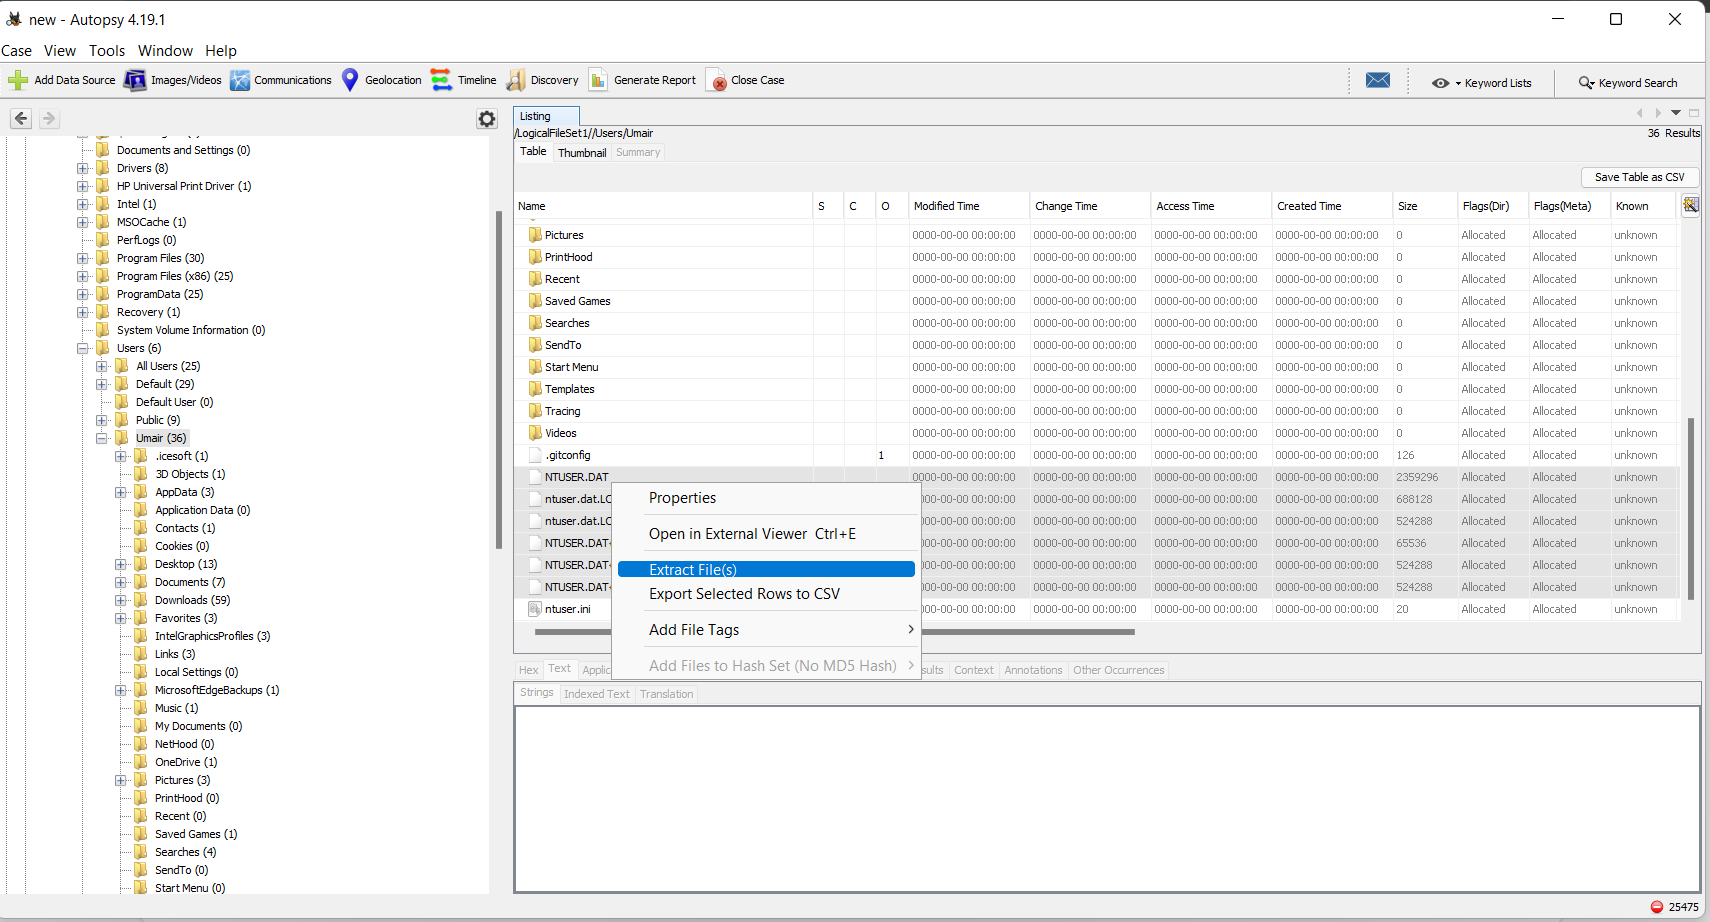 new - Autopsy 4.19.1
Case View Tools Window Help
Add Data Source Images/Videos Communications Geolocation Timeline Discovery Generate Report Close Case Keyword Lists Keyword Search
Documents and Settings (0)
Drivers (8)
HP Universal Print Driver (1)
Intel (1)
MSOCache (1)
PerfLogs (0)
Program Files (30)
Program Files (x86) (25)
ProgramData (25)
Recovery (1)
System Volume Information (0)
Users (6)
All Users (25)
Default (29)
Default User (0)
Public (9)
Umair (36)
.icesoft (1)
3D Objects (1)
AppData (3)
Application Data (0)
Contacts (1)
Cookies (0)
Desktop (13)
Documents (7)
Downloads (59)
Favorites (3)
IntelGraphicsProfiles (3)
Links (3)
Local Settings (0)
MicrosoftEdgeBackups (1)
Music (1)
My Documents (0)
NetHood (0)
OneDrive (1)
Pictures (3)
PrintHood (0)
Recent (0)
Saved Games (1)
Searches (4)
SendTo (0)
Start Menu (0)
Listing
/LogicalFileSet1//Users/Umair
36 Results
Table Thumbnail Summary
Save Table as CSV
Name S C O Modified Time Change Time Access Time Created Time Size Flags(Dir) Flags(Meta) Known
Pictures 0000-00-00 00:00:00 0000-00-00 00:00:00 0000-00-00 00:00:00 0000-00-00 00:00:00 0 Allocated Allocated unknown
PrintHood 0000-00-00 00:00:00 0000-00-00 00:00:00 0000-00-00 00:00:00 0000-00-00 00:00:00 0 Allocated Allocated unknown
Recent 0000-00-00 00:00:00 0000-00-00 00:00:00 0000-00-00 00:00:00 0000-00-00 00:00:00 0 Allocated Allocated unknown
Saved Games 0000-00-00 00:00:00 0000-00-00 00:00:00 0000-00-00 00:00:00 0000-00-00 00:00:00 0 Allocated Allocated unknown
Searches 0000-00-00 00:00:00 0000-00-00 00:00:00 0000-00-00 00:00:00 0000-00-00 00:00:00 0 Allocated Allocated unknown
SendTo 0000-00-00 00:00:00 0000-00-00 00:00:00 0000-00-00 00:00:00 0000-00-00 00:00:00 0 Allocated Allocated unknown
Start Menu 0000-00-00 00:00:00 0000-00-00 00:00:00 0000-00-00 00:00:00 0000-00-00 00:00:00 0 Allocated Allocated unknown
Templates 0000-00-00 00:00:00 0000-00-00 00:00:00 0000-00-00 00:00:00 0000-00-00 00:00:00 0 Allocated Allocated unknown
Tracing 0000-00-00 00:00:00 0000-00-00 00:00:00 0000-00-00 00:00:00 0000-00-00 00:00:00 0 Allocated Allocated unknown
Videos 0000-00-00 00:00:00 0000-00-00 00:00:00 0000-00-00 00:00:00 0000-00-00 00:00:00 0 Allocated Allocated unknown
.gitconfig 1 0000-00-00 00:00:00 0000-00-00 00:00:00 0000-00-00 00:00:00 0000-00-00 00:00:00 126 Allocated Allocated unknown
NTUSER.DAT 0000-00-00 00:00:00 0000-00-00 00:00:00 0000-00-00 00:00:00 0000-00-00 00:00:00 2359296 Allocated Allocated unknown
ntuser.dat.LO 00-00-00 00:00:00 0000-00-00 00:00:00 0000-00-00 00:00:00 0000-00-00 00:00:00 688128 Allocated Allocated unknown
ntuser.dat.LO 00-00-00 00:00:00 0000-00-00 00:00:00 0000-00-00 00:00:00 0000-00-00 00:00:00 524288 Allocated Allocated unknown
NTUSER.DAT 00-00-00 00:00:00 0000-00-00 00:00:00 0000-00-00 00:00:00 0000-00-00 00:00:00 65536 Allocated Allocated unknown
NTUSER.DAT 00-00-00 00:00:00 0000-00-00 00:00:00 0000-00-00 00:00:00 0000-00-00 00:00:00 524288 Allocated Allocated unknown
NTUSER.DAT 00-00-00 00:00:00 0000-00-00 00:00:00 0000-00-00 00:00:00 0000-00-00 00:00:00 524288 Allocated Allocated unknown
ntuser.ini 00-00-00 00:00:00 0000-00-00 00:00:00 0000-00-00 00:00:00 0000-00-00 00:00:00 20 Allocated Allocated unknown
Properties
Open in External Viewer Ctrl+E
Extract File(s)
Export Selected Rows to CSV
Add File Tags
Add Files to Hash Set (No MD5 Hash)
Hex Text Applic sults Context Annotations Other Occurrences
Strings Indexed Text Translation
25475